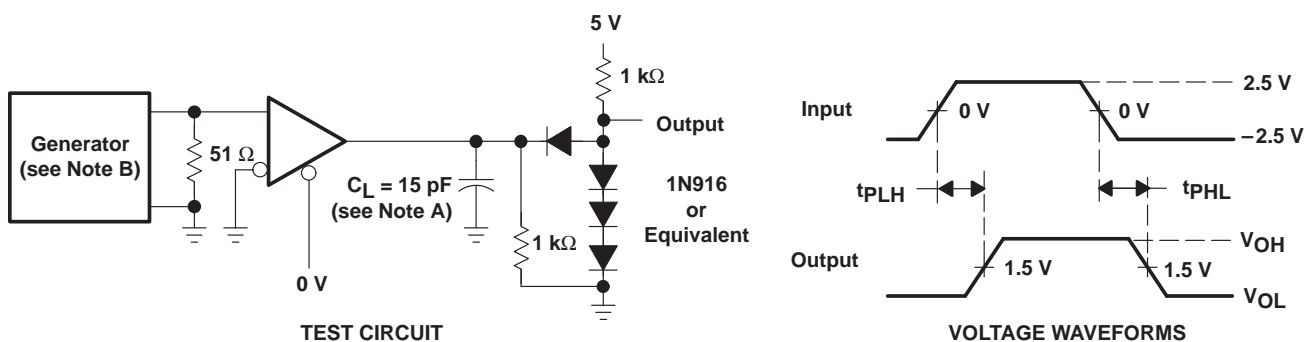 5 V
1 kΩ
Output
Generator
(see Note B)
51 Ω
CL = 15 pF
(see Note A)
1 kΩ
1N916
or
Equivalent
0 V
TEST CIRCUIT
Input
0 V
0 V
2.5 V
−2.5 V
tPLH
tPHL
Output
1.5 V
1.5 V
VOH
VOL
VOLTAGE WAVEFORMS